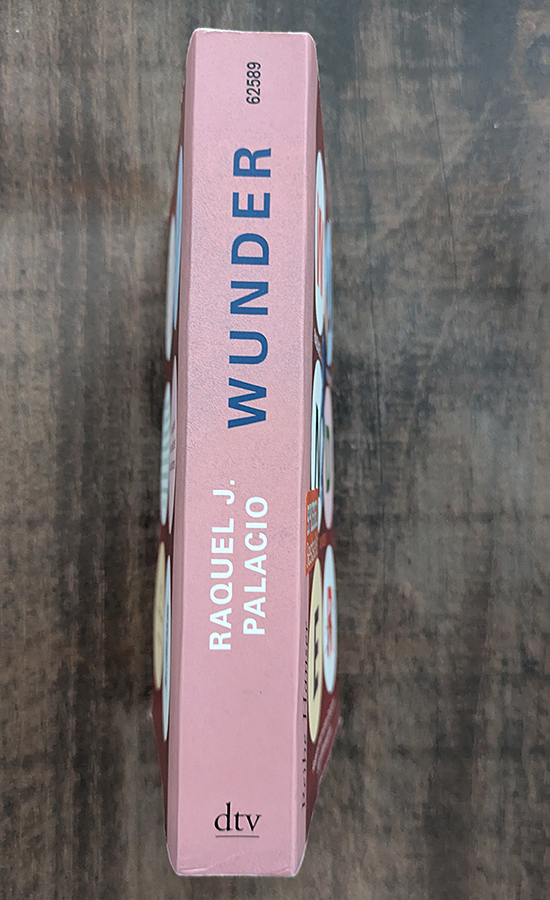 RAQUEL J.
PALACIO
WUNDER
62589
dtv